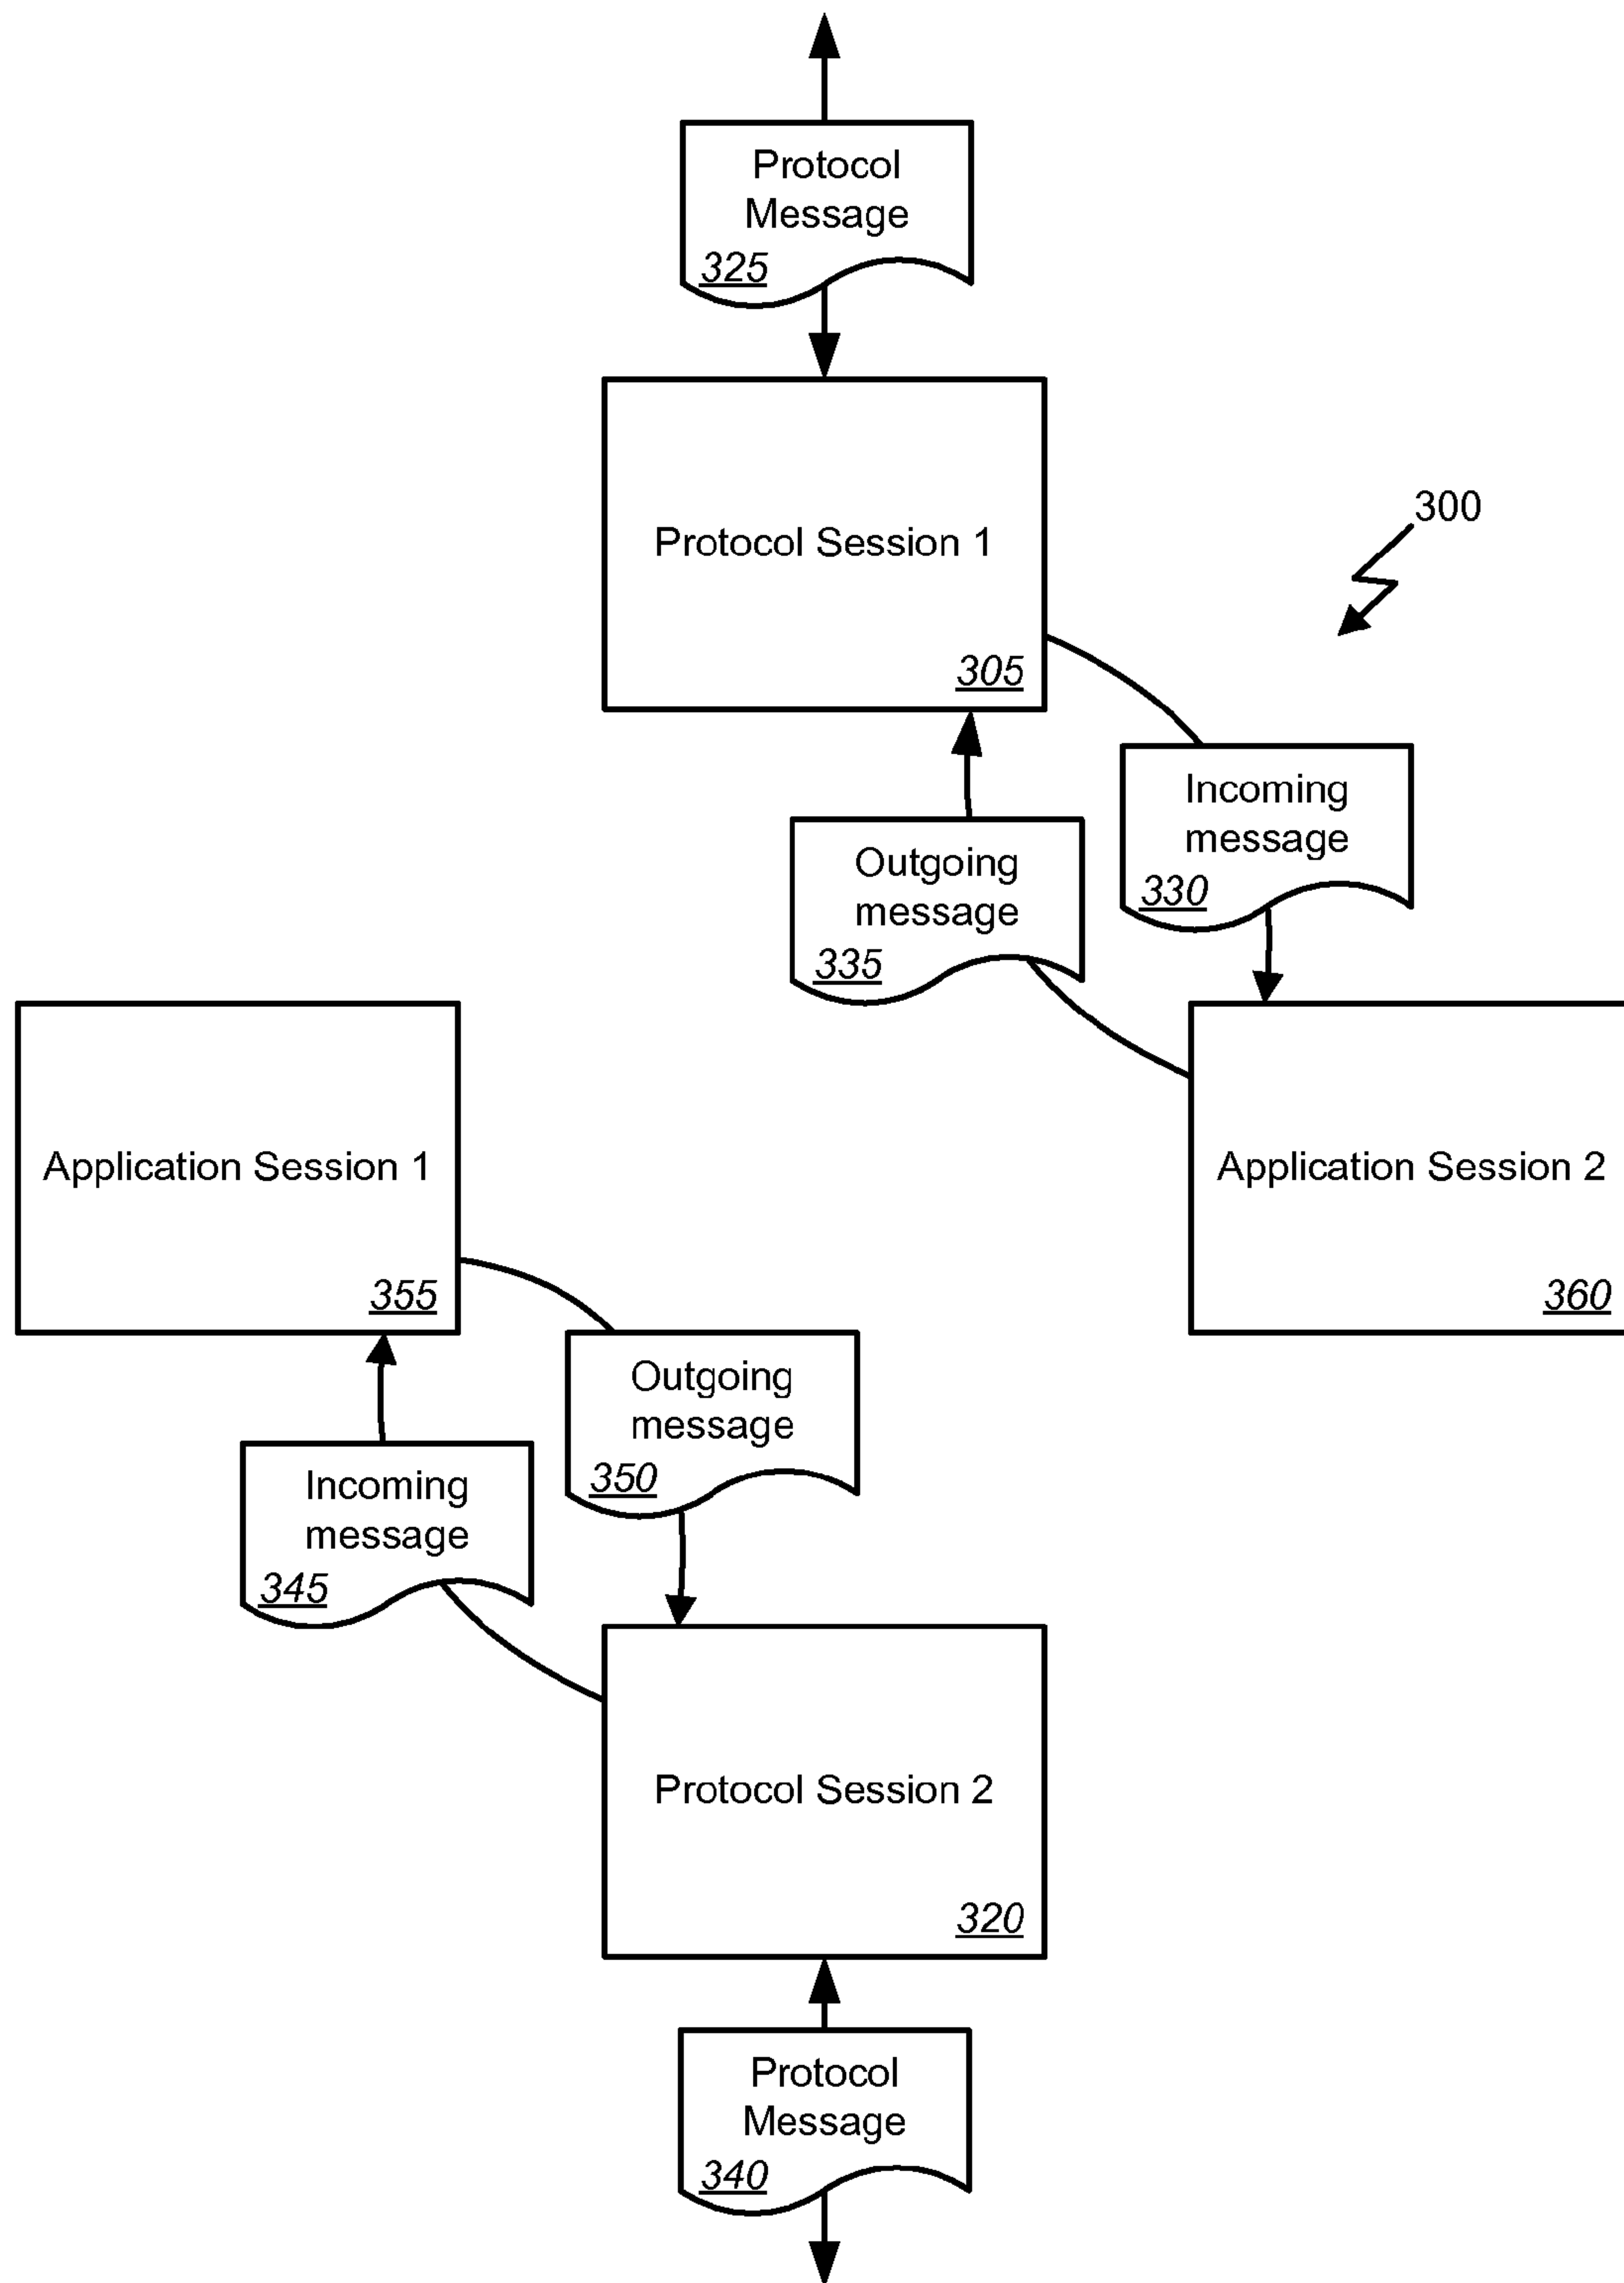 Protocol
Message
325
Protocol Session 1
305
300
Incoming
message
330
Outgoing
message
335
Application Session 1
355
Application Session 2
360
Outgoing
message
350
Incoming
message
345
Protocol Session 2
320
Protocol
Message
340